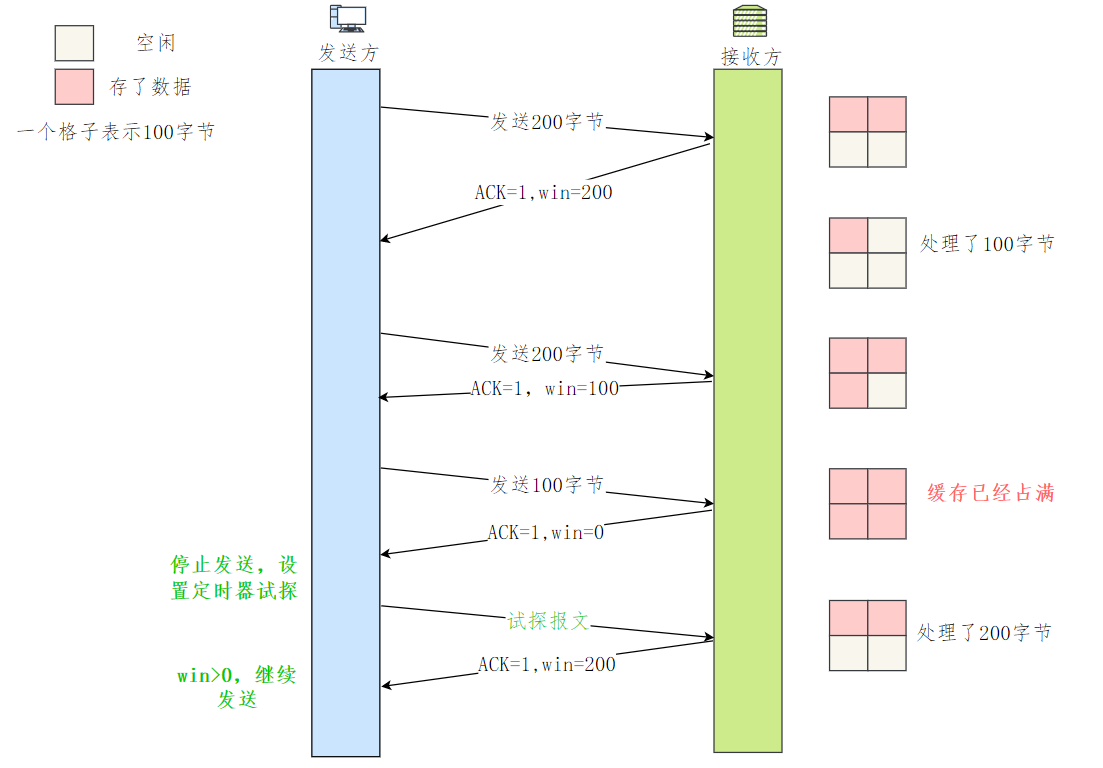 空闲
存了数据
一个格子表示100字节
发送方
接收方
发送200字节
ACK=1,win=200
处理了100字节
发送200字节
ACK=1, win=100
发送100字节
缓存已经占满
ACK=1,win=0
停止发送，设
置定时器试探
试探报文
处理了200字节
ACK=1,win=200
win>0，继续
发送